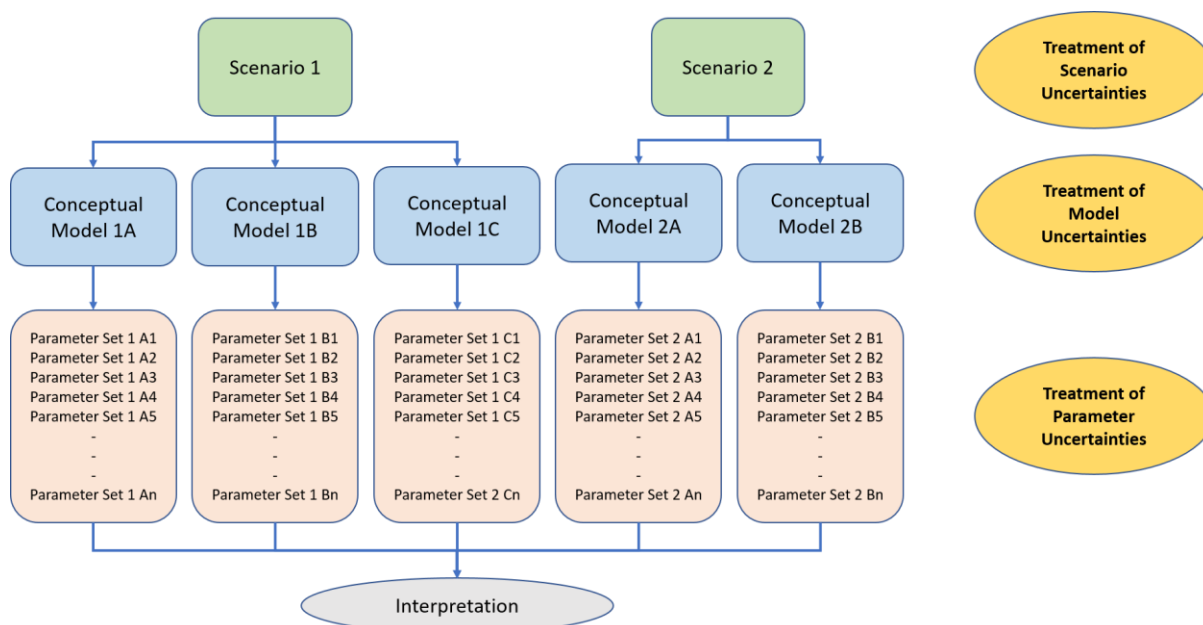 Scenario 1
Scenario 2
Treatment of
Scenario
Uncertainties
Conceptual
Model 1A
Conceptual
Model 1B
Conceptual
Model 1C
Conceptual
Model 2A
Conceptual
Model 2B
Treatment of
Model
Uncertainties
Parameter Set 1 A1
Parameter Set 1 A2
Parameter Set 1 A3
Parameter Set 1 A4
Parameter Set 1 A5
-
-
-
Parameter Set 1 An
Parameter Set 1 B1
Parameter Set 1 B2
Parameter Set 1 B3
Parameter Set 1 B4
Parameter Set 1 B5
-
-
-
Parameter Set 1 Bn
Parameter Set 1 C1
Parameter Set 1 C2
Parameter Set 1 C3
Parameter Set 1 C4
Parameter Set 1 C5
-
-
-
Parameter Set 2 Cn
Parameter Set 2 A1
Parameter Set 2 A2
Parameter Set 2 A3
Parameter Set 2 A4
Parameter Set 2 A5
-
-
-
Parameter Set 2 An
Parameter Set 2 B1
Parameter Set 2 B2
Parameter Set 2 B3
Parameter Set 2 B4
Parameter Set 2 B5
-
-
-
Parameter Set 2 Bn
Treatment of
Parameter
Uncertainties
Interpretation